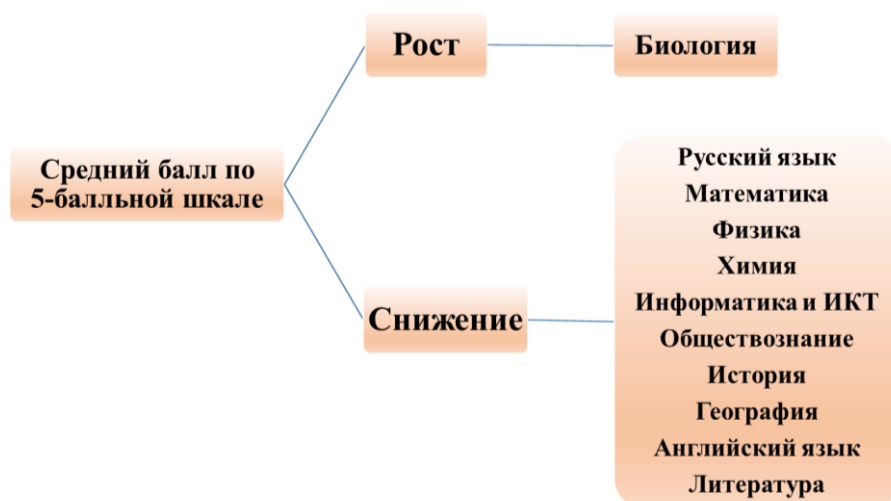 Рост
Биология
Средний балл по
5-балльной шкале
Снижение
Русский язык
Математика
Физика
Химия
Информатика и ИКТ
Обществознание
История
География
Английский язык
Литература